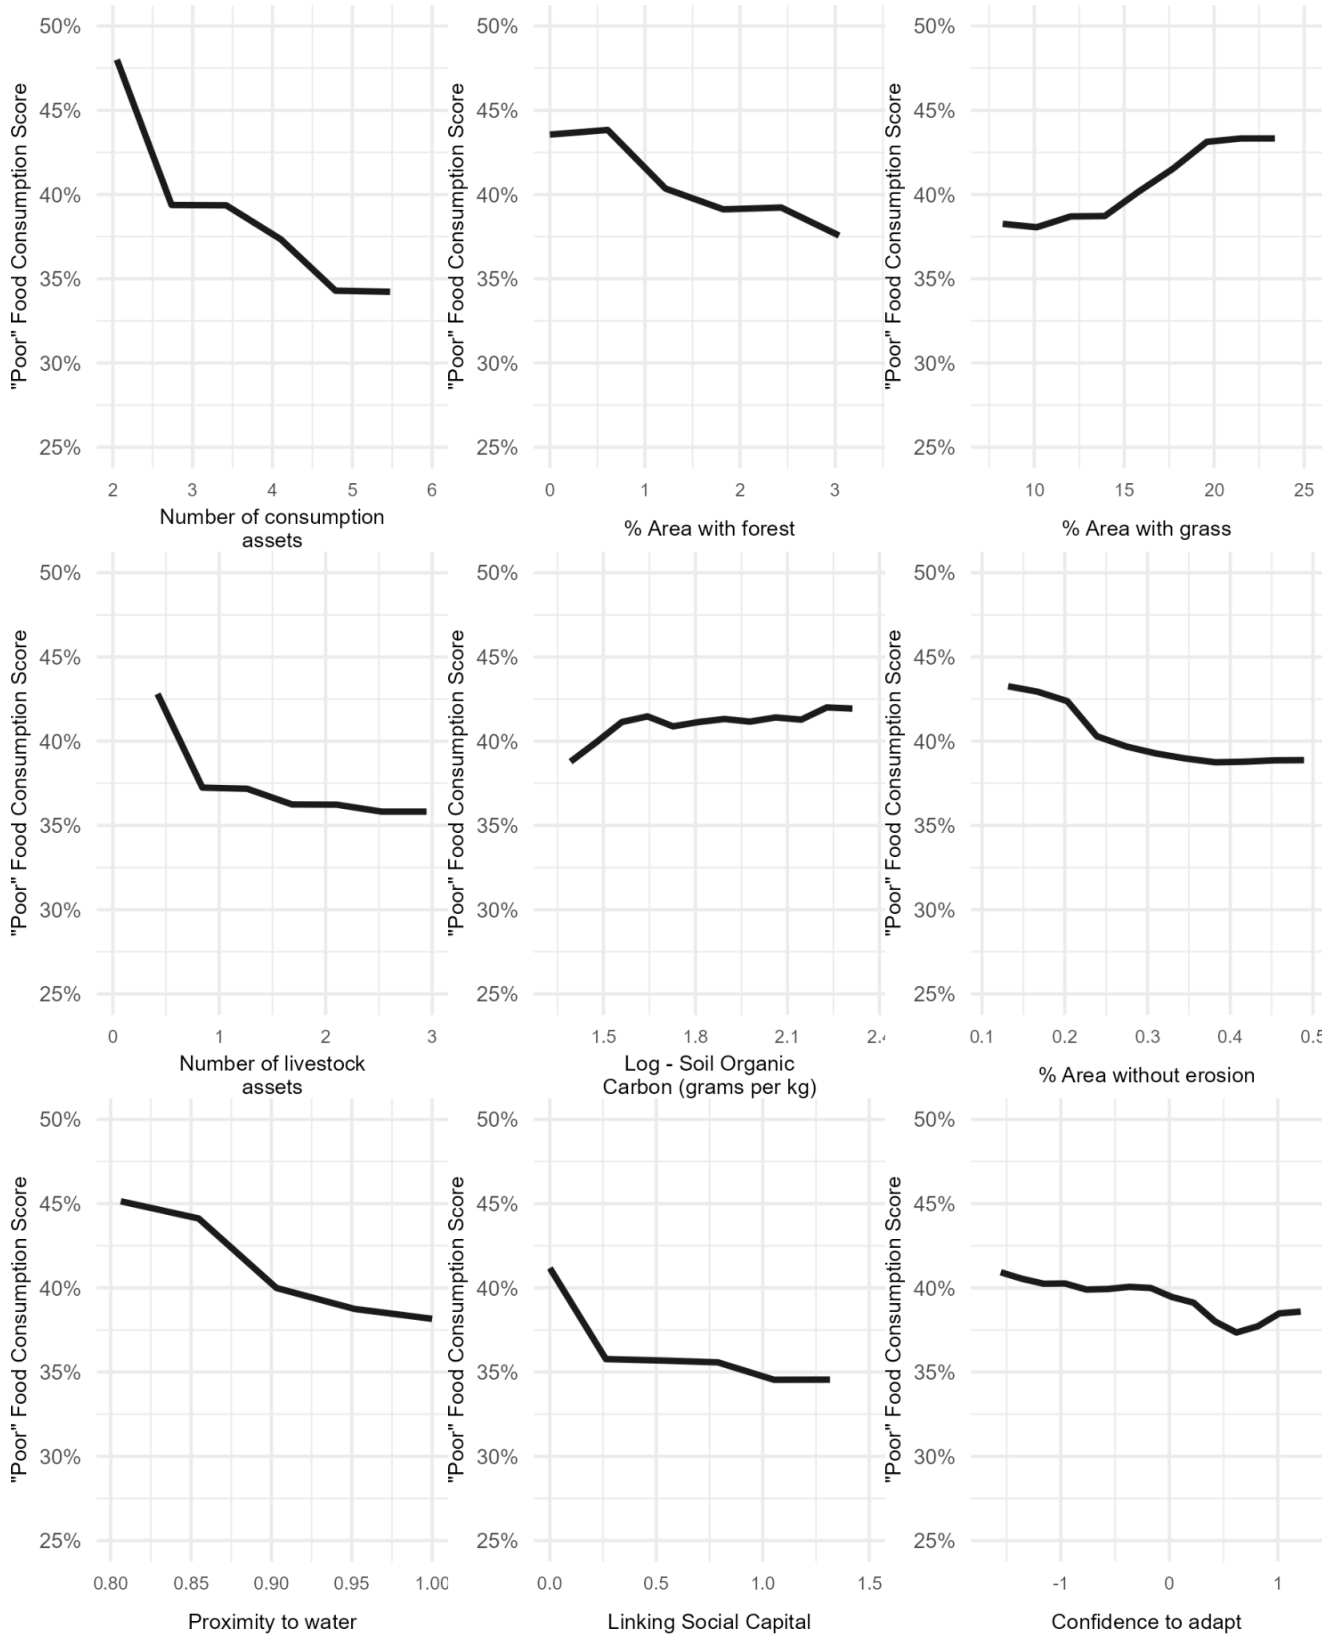 50%
45%
40%
35%
30%
25%
"Poor" Food Consumption Score
2 3 4 5 6
Number of consumption
assets
50%
45%
40%
35%
30%
25%
"Poor" Food Consumption Score
0 1 2 3
% Area with forest
50%
45%
40%
35%
30%
25%
"Poor" Food Consumption Score
10 15 20 25
% Area with grass
50%
45%
40%
35%
30%
25%
"Poor" Food Consumption Score
0 1 2 3
Number of livestock
assets
50%
45%
40%
35%
30%
25%
"Poor" Food Consumption Score
1.5 1.8 2.1 2.4
Log - Soil Organic
Carbon (grams per kg)
50%
45%
40%
35%
30%
25%
"Poor" Food Consumption Score
0.1 0.2 0.3 0.4 0.5
% Area without erosion
50%
45%
40%
35%
30%
25%
"Poor" Food Consumption Score
0.80 0.85 0.90 0.95 1.00
Proximity to water
50%
45%
40%
35%
30%
25%
"Poor" Food Consumption Score
0.0 0.5 1.0 1.5
Linking Social Capital
50%
45%
40%
35%
30%
25%
"Poor" Food Consumption Score
-1 0 1
Confidence to adapt